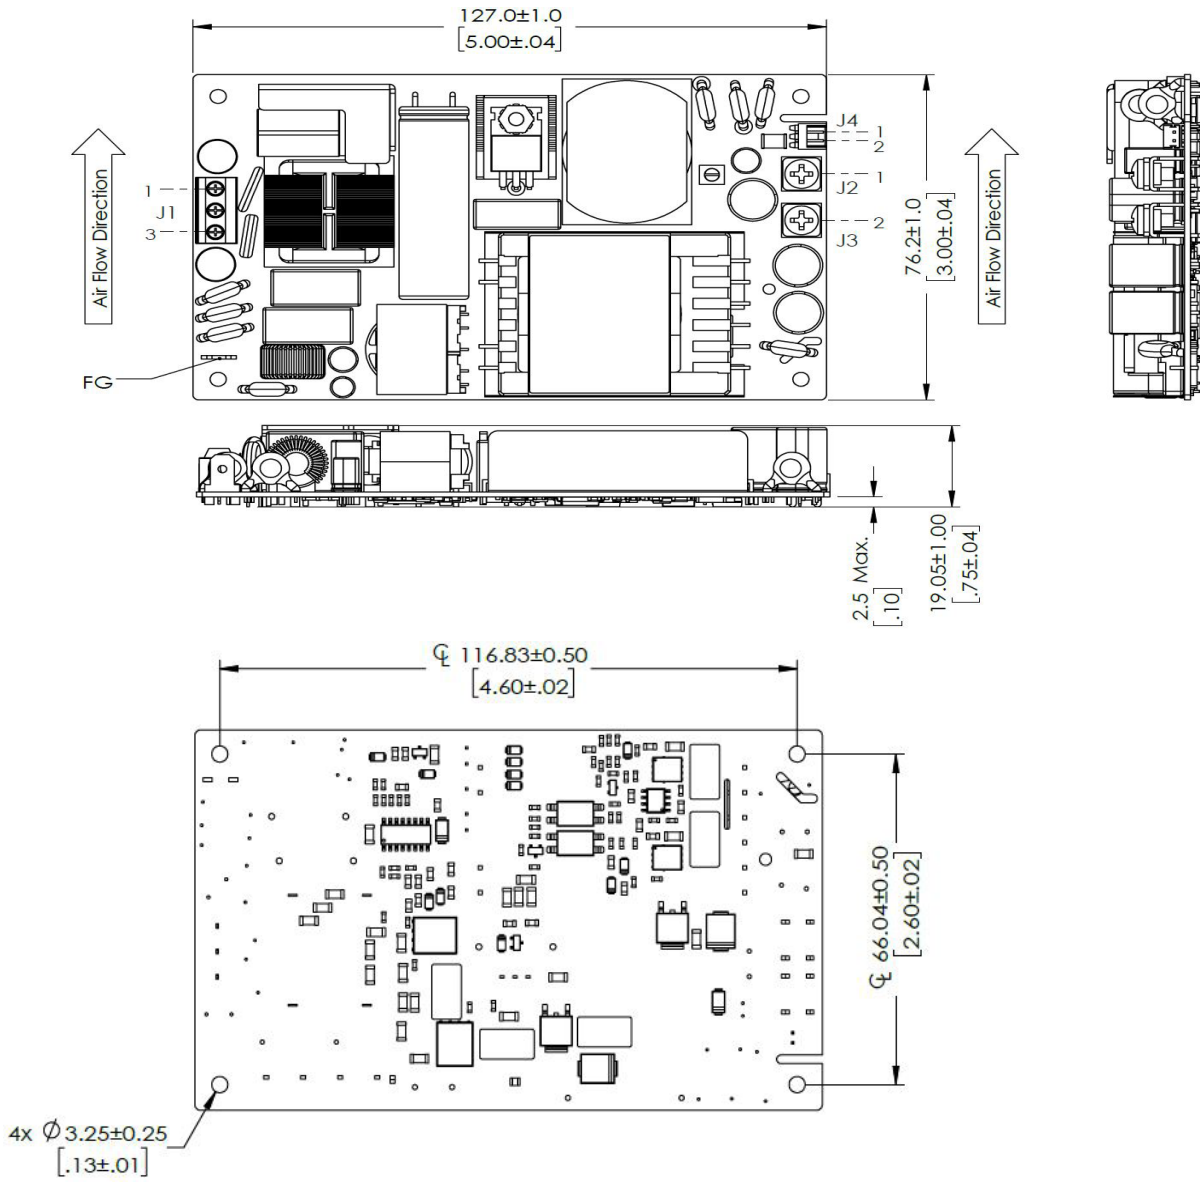 127.0±1.0
[5.00±.04]
J4
1
2
1
J2
2
J3
1
J1
3
Air Flow Direction
76.2±1.0
[3.00±.04]
Air Flow Direction
FG
2.5 Max.
[.10]
19.05±1.00
[.75±.04]
℄ 116.83±0.50
[4.60±.02]
℄ 66.04±0.50
[2.60±.02]
4x ∅3.25±0.25
[.13±.01]